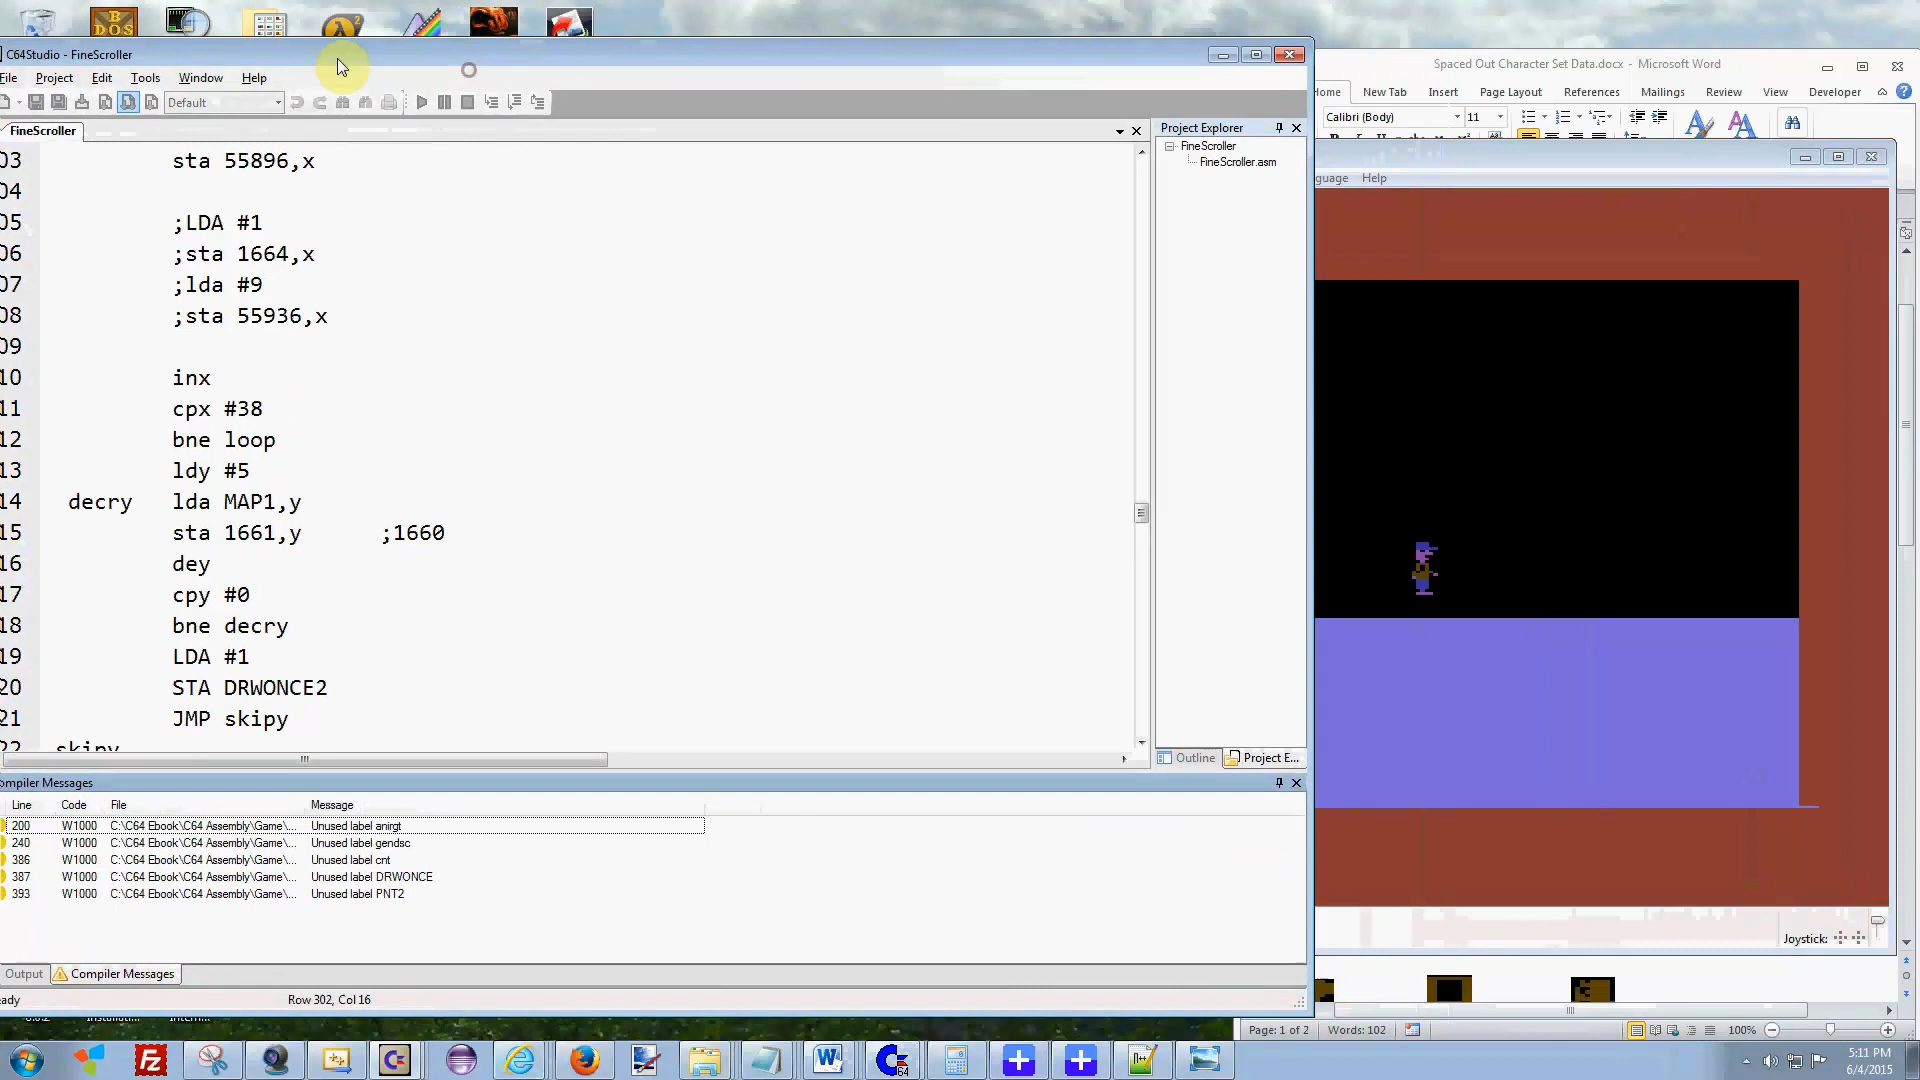 B
DOS
2
C64Studio - FineScroller
File Project Edit Tools Window Help
Default
FineScroller
03 sta 55896,x
04
05 ;LDA #1
06 ;sta 1664,x
07 ;lda #9
08 ;sta 55936,x
09
10 inx
11 cpx #38
12 bne loop
13 ldy #5
14 decry lda MAP1,y
15 sta 1661,y ;1660
16 dey
17 cpy #0
18 bne decry
19 LDA #1
20 STA DRWONCE2
21 JMP skipy
22 skipy
Project Explorer
FineScroller
FineScroller.asm
Outline Project E...
ompiler Messages
Line Code File Message
200 W1000 C:\C64 Ebook\C64 Assembly\Game\... Unused label anirgt
240 W1000 C:\C64 Ebook\C64 Assembly\Game\... Unused label gendsc
386 W1000 C:\C64 Ebook\C64 Assembly\Game\... Unused label cnt
387 W1000 C:\C64 Ebook\C64 Assembly\Game\... Unused label DRWONCE
393 W1000 C:\C64 Ebook\C64 Assembly\Game\... Unused label PNT2
Output Compiler Messages
eady Row 302, Col 16
Spaced Out Character Set Data.docx - Microsoft Word
Home New Tab Insert Page Layout References Mailings Review View Developer
Calibri (Body) 11
guage Help
Joystick:
Page: 1 of 2 Words: 102 100%
5:11 PM
6/4/2015